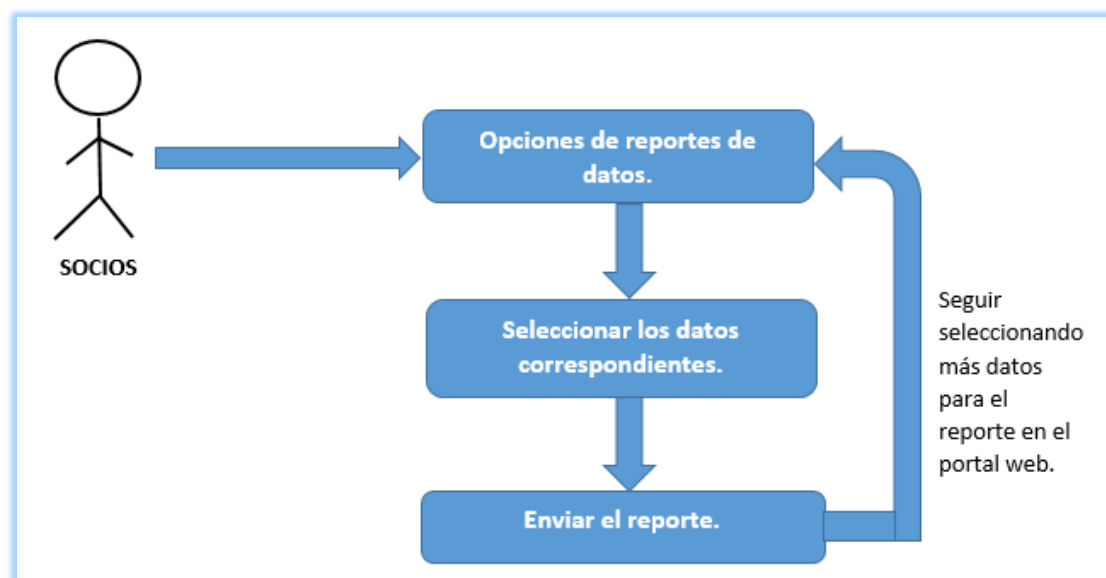 SOCIOS
Opciones de reportes de
datos.
Seleccionar los datos
correspondientes.
Enviar el reporte.
Seguir
seleccionando
más datos
para el
reporte en el
portal web.